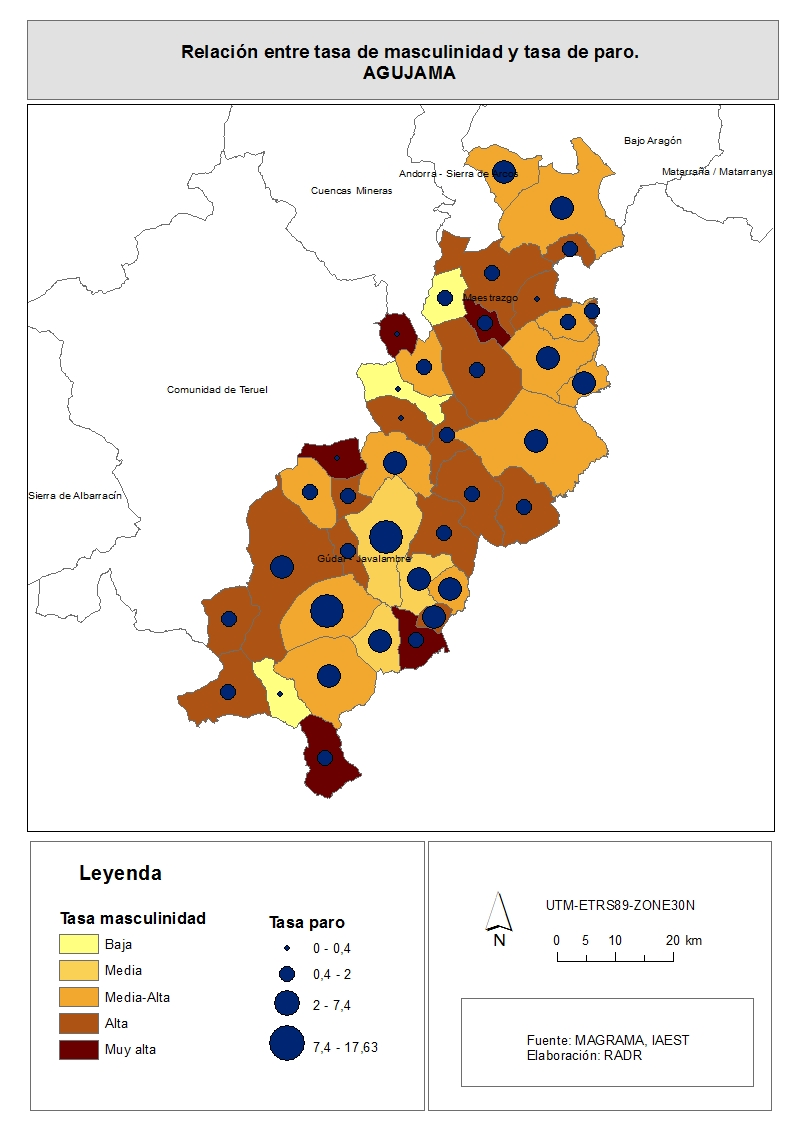 Relación entre tasa de masculinidad y tasa de paro.
AGUJAMA
Bajo Aragón
Andorra - Sierra de Arcos
Matarraña / Matarranya
Cuencas Mineras
Maestrazgo
Comunidad de Teruel
Sierra de Albarracín
Gúdar - Javalambre
Leyenda
Tasa masculinidad
Baja
Media
Media-Alta
Alta
Muy alta
Tasa paro
0 - 0,4
0,4 - 2
2 - 7,4
7,4 - 17,63
N
UTM-ETRS89-ZONE30N
0 5 10 20 km
Fuente: MAGRAMA, IAEST
Elaboración: RADR